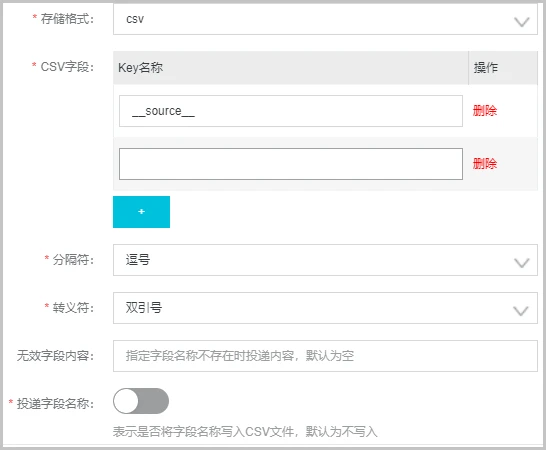 * 存储格式： csv
* CSV字段： Key名称 操作
__source__ 删除
删除
+
* 分隔符： 逗号
* 转义符： 双引号
无效字段内容： 指定字段名称不存在时投递内容，默认为空
* 投递字段名称：
表示是否将字段名称写入CSV文件，默认为不写入